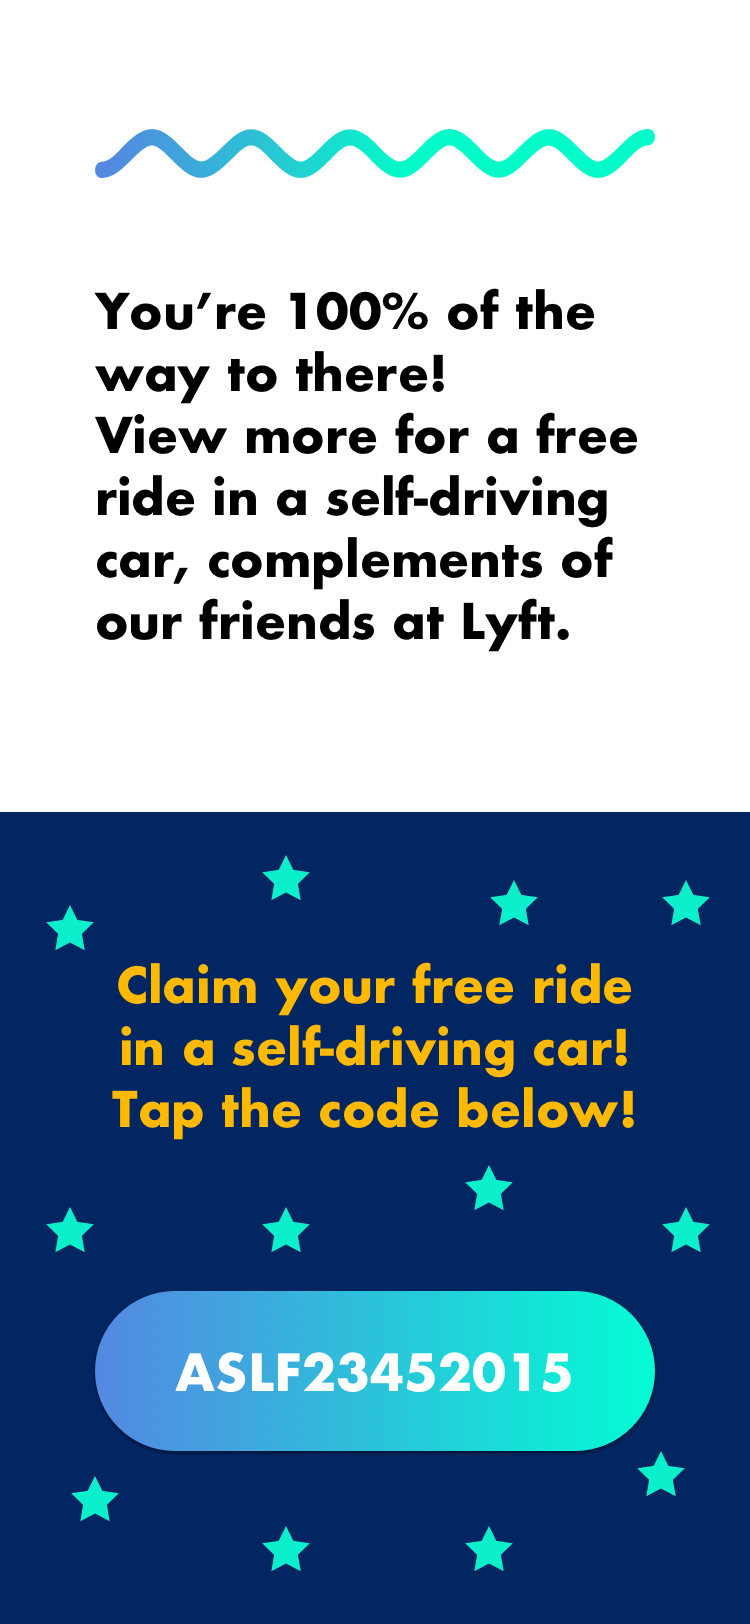 You’re 100% of the
way to there!
View more for a free
ride in a self-driving
car, complements of
our friends at Lyft.
Claim your free ride
in a self-driving car!
Tap the code below!
ASLF23452015